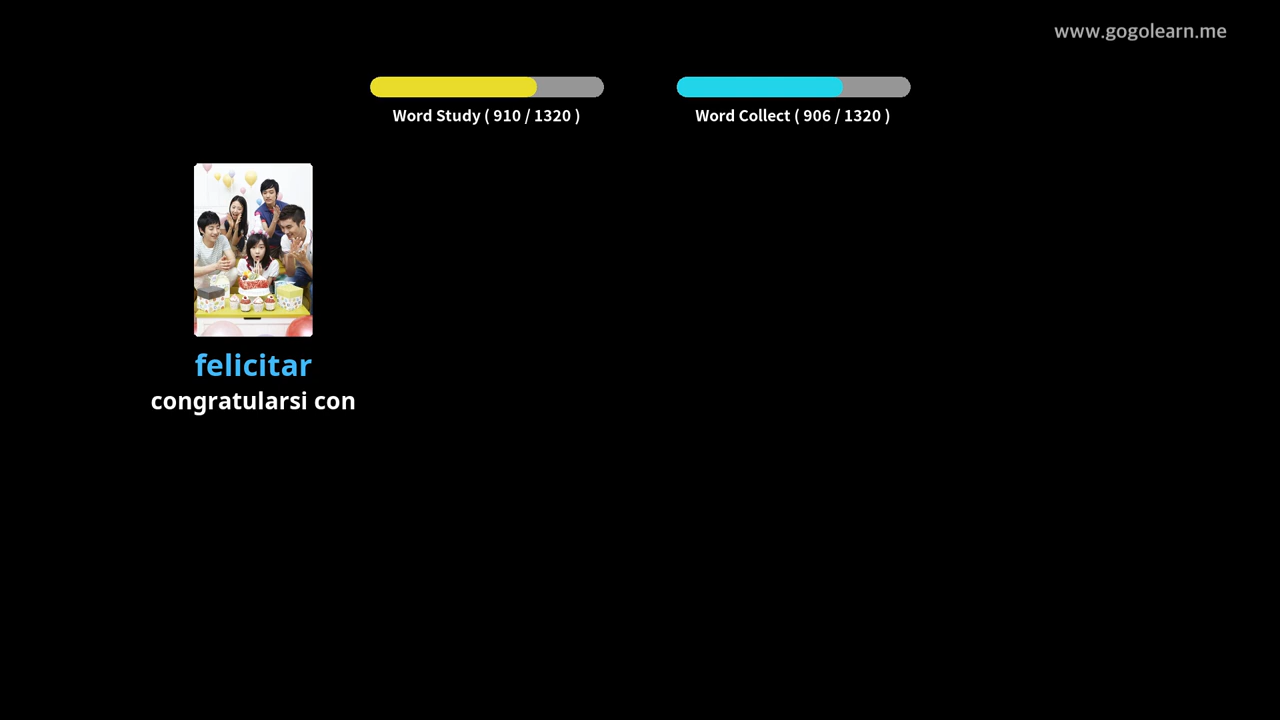 www.gogolearn.me
Word Study ( 910 / 1320 )
Word Collect ( 906 / 1320 )
felicitar
congratularsi con